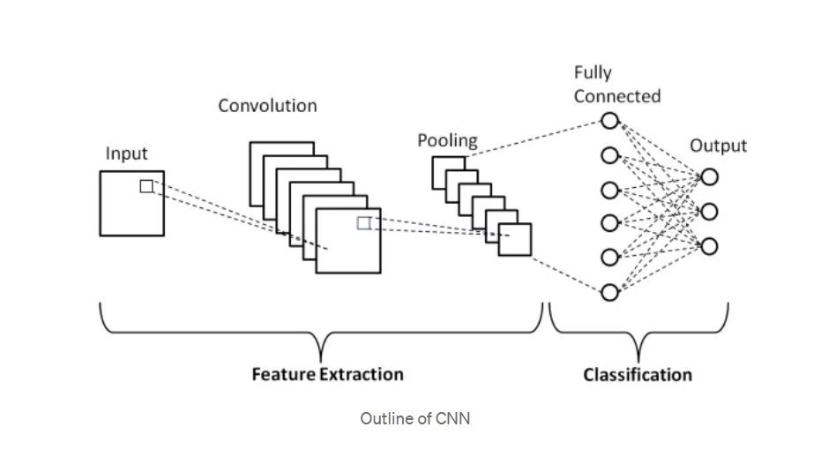 Fully
Connected
Convolution
Pooling
Output
Input
Feature Extraction
Classification
Outline of CNN